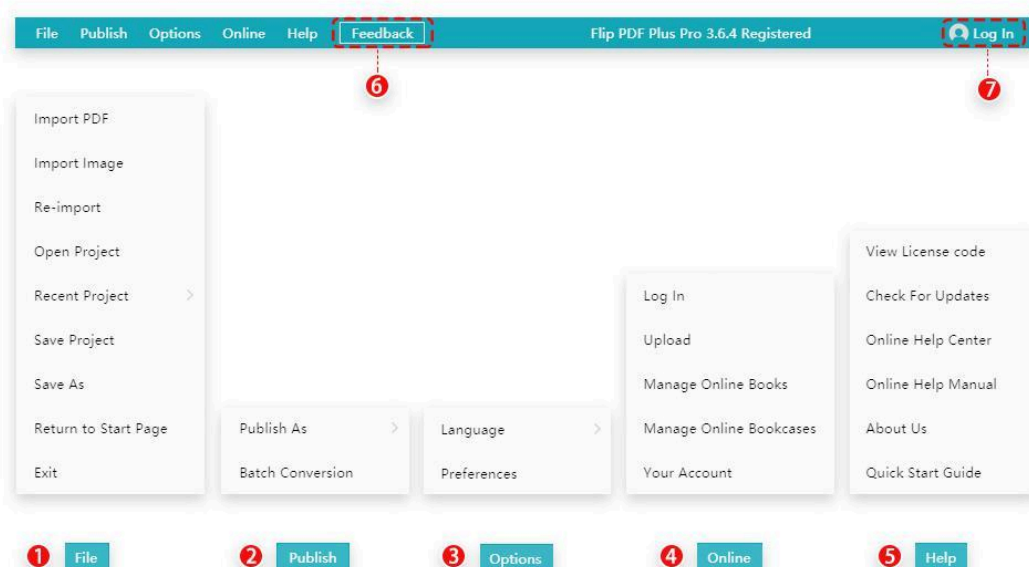 File Publish Options Online Help Feedback Flip PDF Plus Pro 3.6.4 Registered Log In
6
7
Import PDF
Import Image
Re-import
Open Project
Recent Project
Save Project
Save As
Return to Start Page
Exit
Publish As
Batch Conversion
Language
Preferences
Log In
Upload
Manage Online Books
Manage Online Bookcases
Your Account
View License code
Check For Updates
Online Help Center
Online Help Manual
About Us
Quick Start Guide
1 File
2 Publish
3 Options
4 Online
5 Help